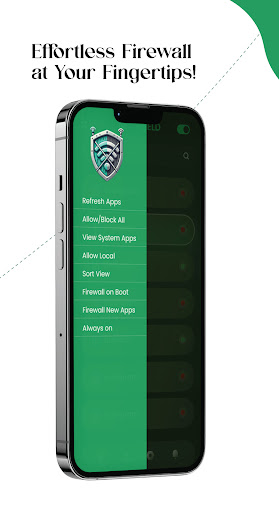 Effortless Firewall
at Your Fingertips!
ELD
Refresh Apps
Allow/Block All
View System Apps
Allow Local
Sort View
Firewall on Boot
Firewall New Apps
Always on